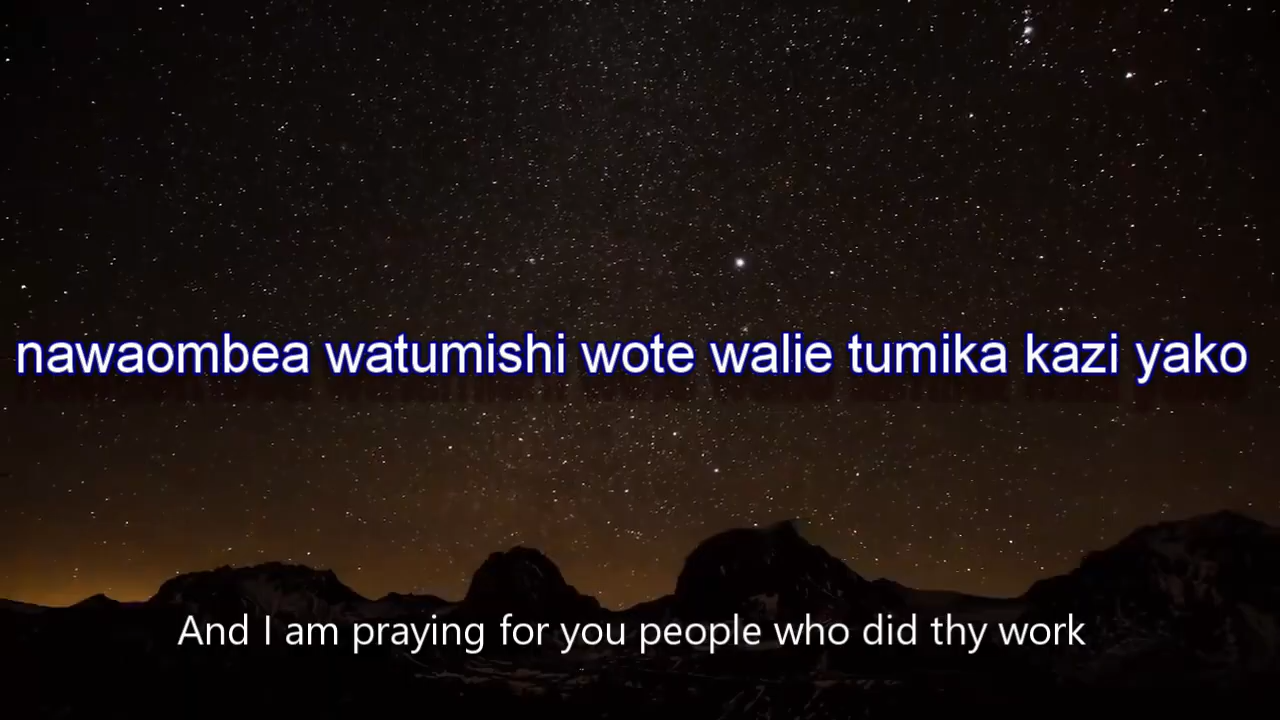 nawaombea watumishi wote walie tumika kazi yako
And I am praying for you people who did thy work